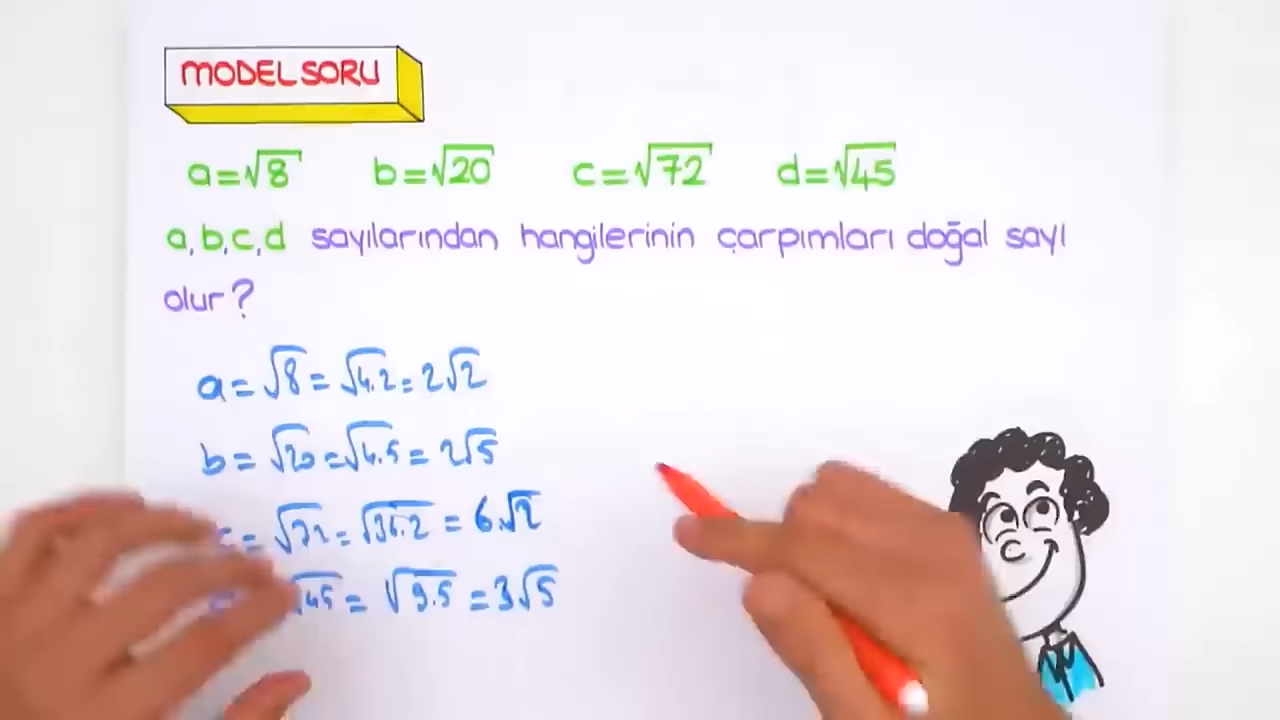 MODEL SORU
a=√8 b=√20 c=√72 d=√45
a,b,c,d sayılarından hangilerinin çarpımları doğal sayı
olur?
a=√8=√4.2=2√2
b=√20=√4.5=2√5
=√72=√36.2=6√2
√45=√9.5=3√5